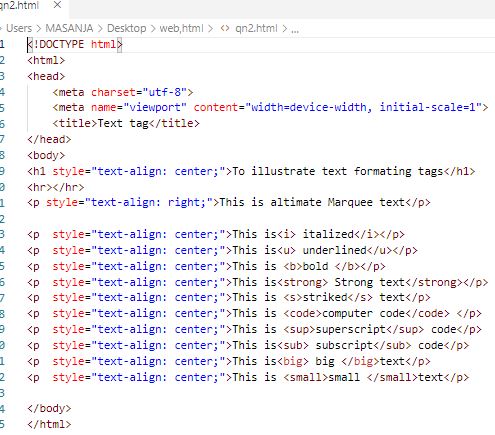 qn2.html ×
Users > MASANJA > Desktop > web,html > <> qn2.html > ...
1 <!DOCTYPE html>
2 <html>
3 <head>
4 <meta charset="utf-8">
5 <meta name="viewport" content="width=device-width, initial-scale=1">
6 <title>Text tag</title>
7 </head>
8 <body>
9 <h1 style="text-align: center;">To illustrate text formating tags</h1>
0 <hr></hr>
1 <p style="text-align: right;">This is altimate Marquee text</p>
2
3 <p  style="text-align: center;">This is<i> italized</i></p>
4 <p  style="text-align: center;">This is<u> underlined</u></p>
5 <p  style="text-align: center;">This is <b>bold </b></p>
6 <p  style="text-align: center;">This is<strong> Strong text</strong></p>
7 <p  style="text-align: center;">This is <s>striked</s> text</p>
8 <p  style="text-align: center;">This is <code>computer code</code> </p>
9 <p  style="text-align: center;">This is <sup>superscript</sup> code</p>
0 <p  style="text-align: center;">This is<sub> subscript</sub> code</p>
1 <p  style="text-align: center;">This is<big> big </big>text</p>
2 <p  style="text-align: center;">This is <small>small </small>text</p>
3
4 </body>
5 </html>